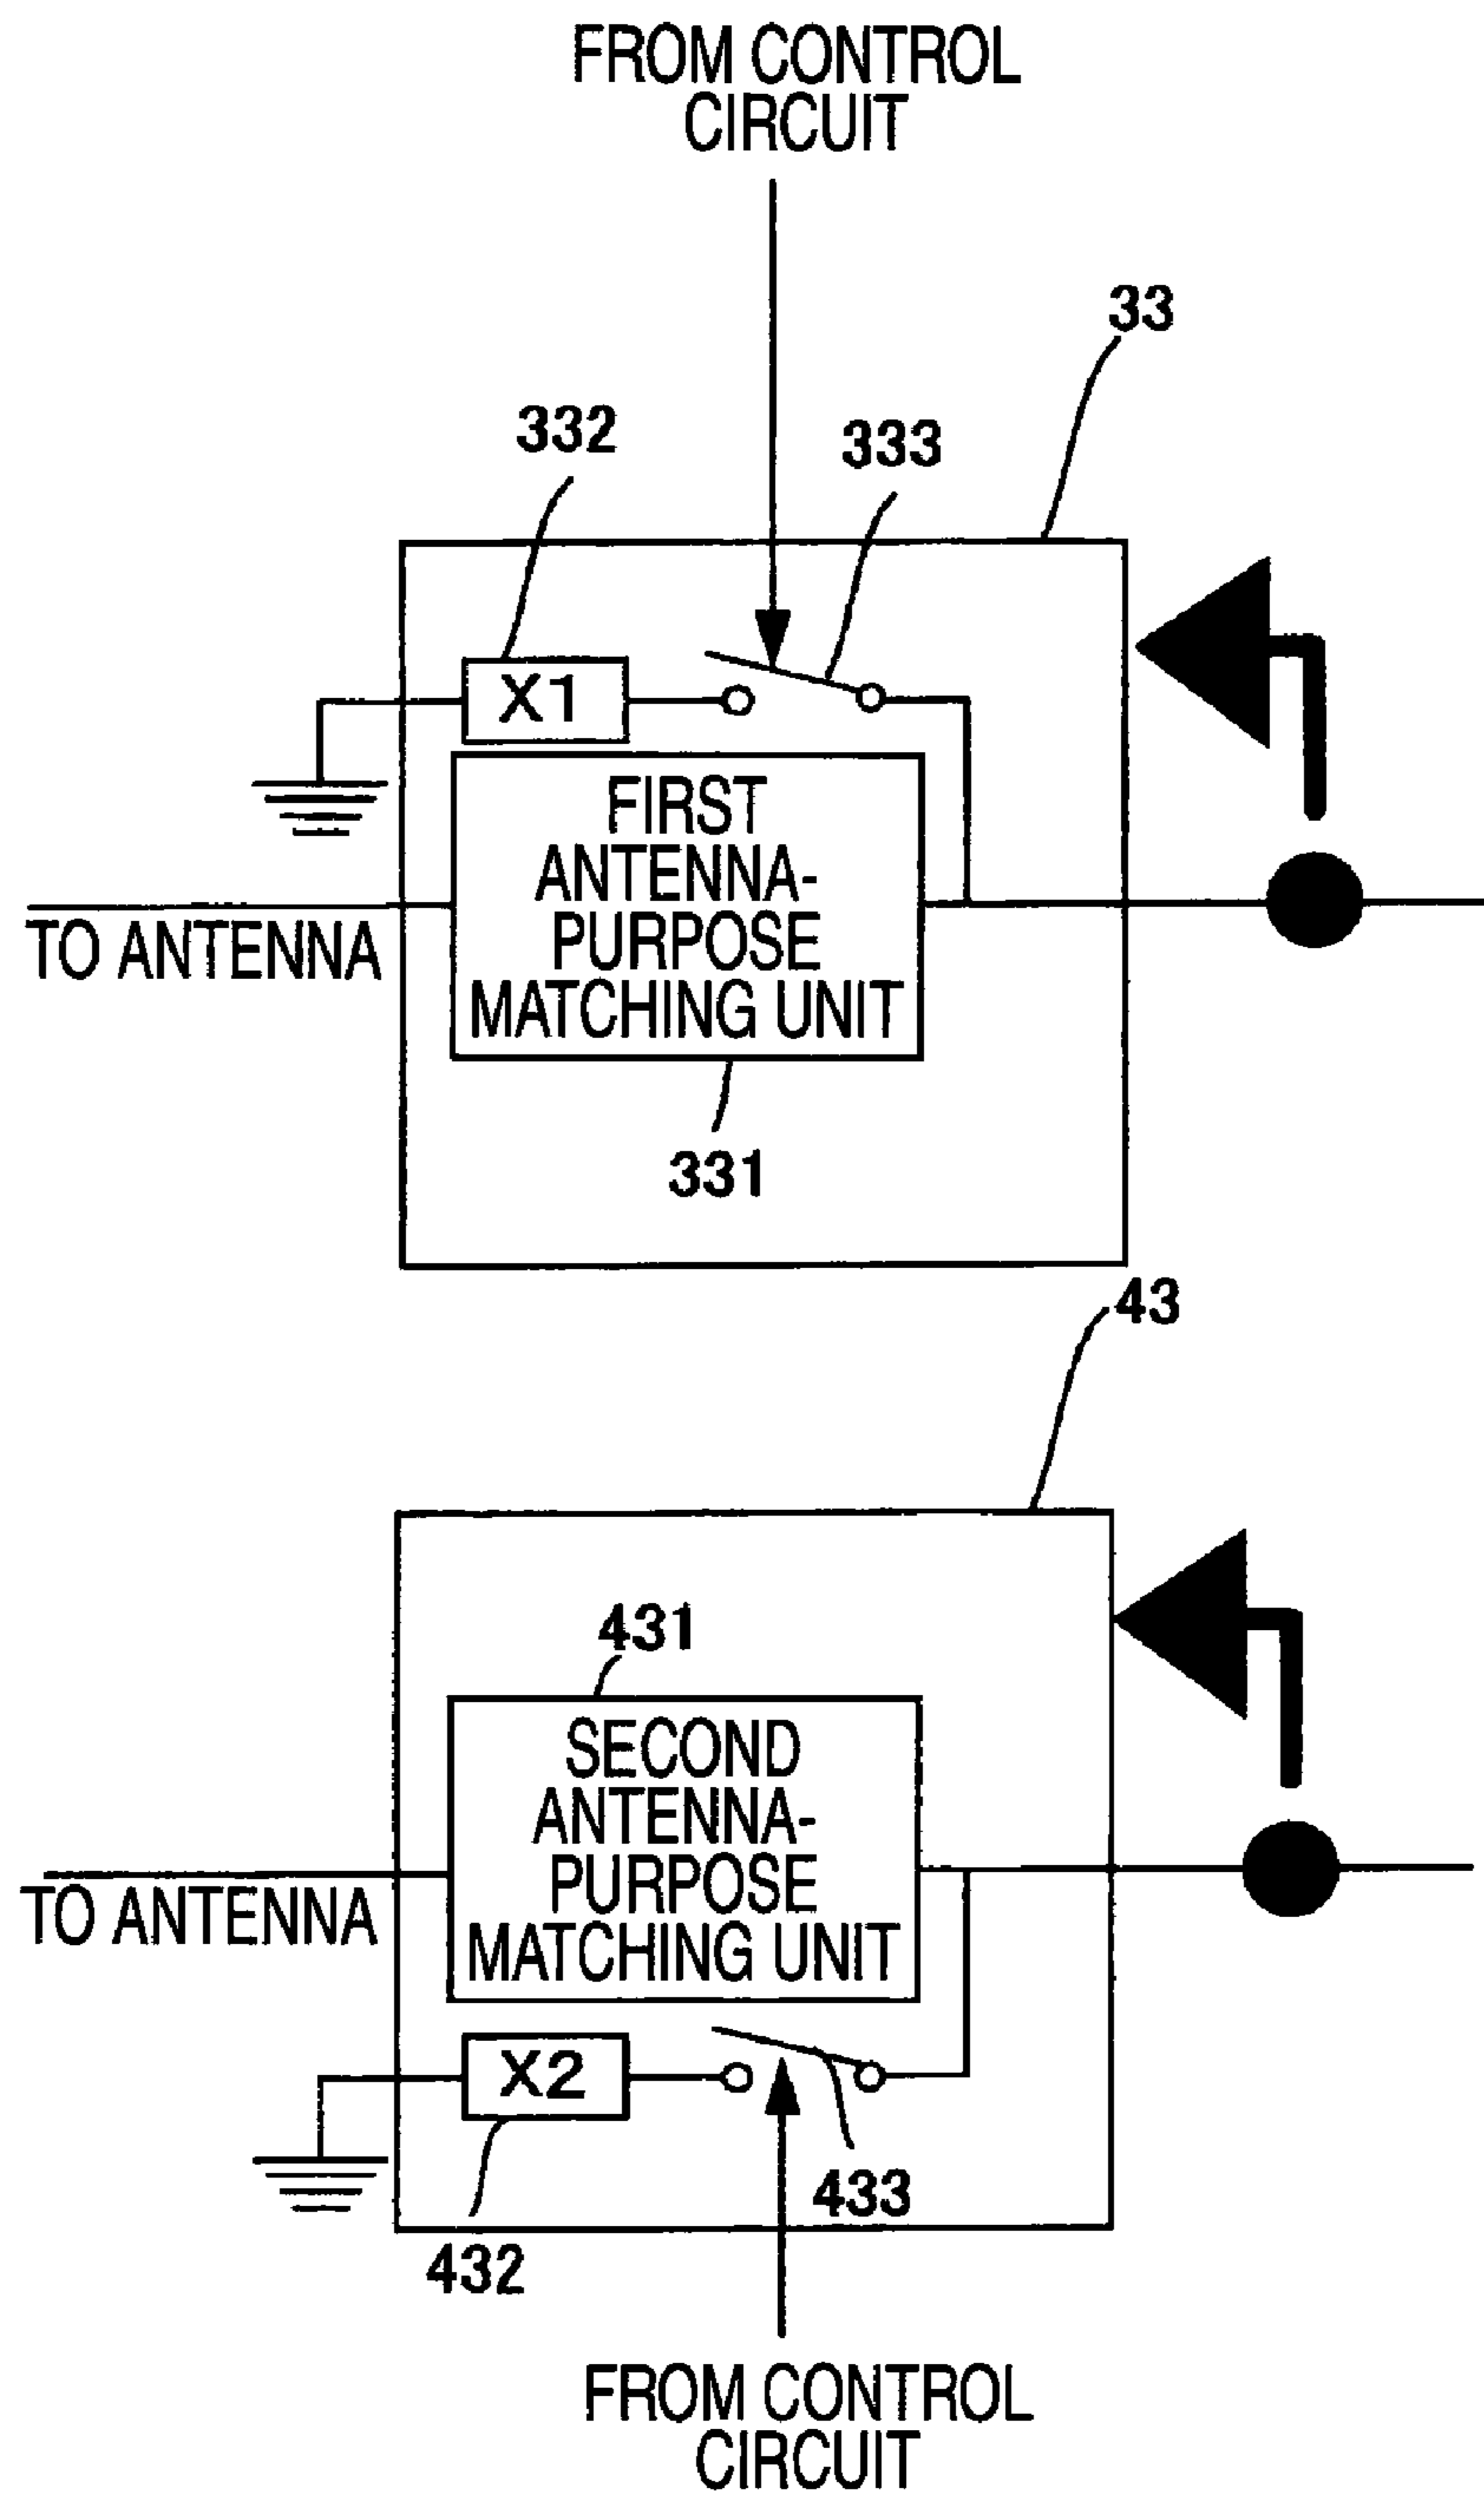 FROM CONTROL
CIRCUIT
33
332
333
X1
FIRST
ANTENNA-
PURPOSE
MATCHING UNIT
TO ANTENNA
331
43
431
SECOND
ANTENNA-
PURPOSE
MATCHING UNIT
TO ANTENNA
X2
433
432
FROM CONTROL
CIRCUIT